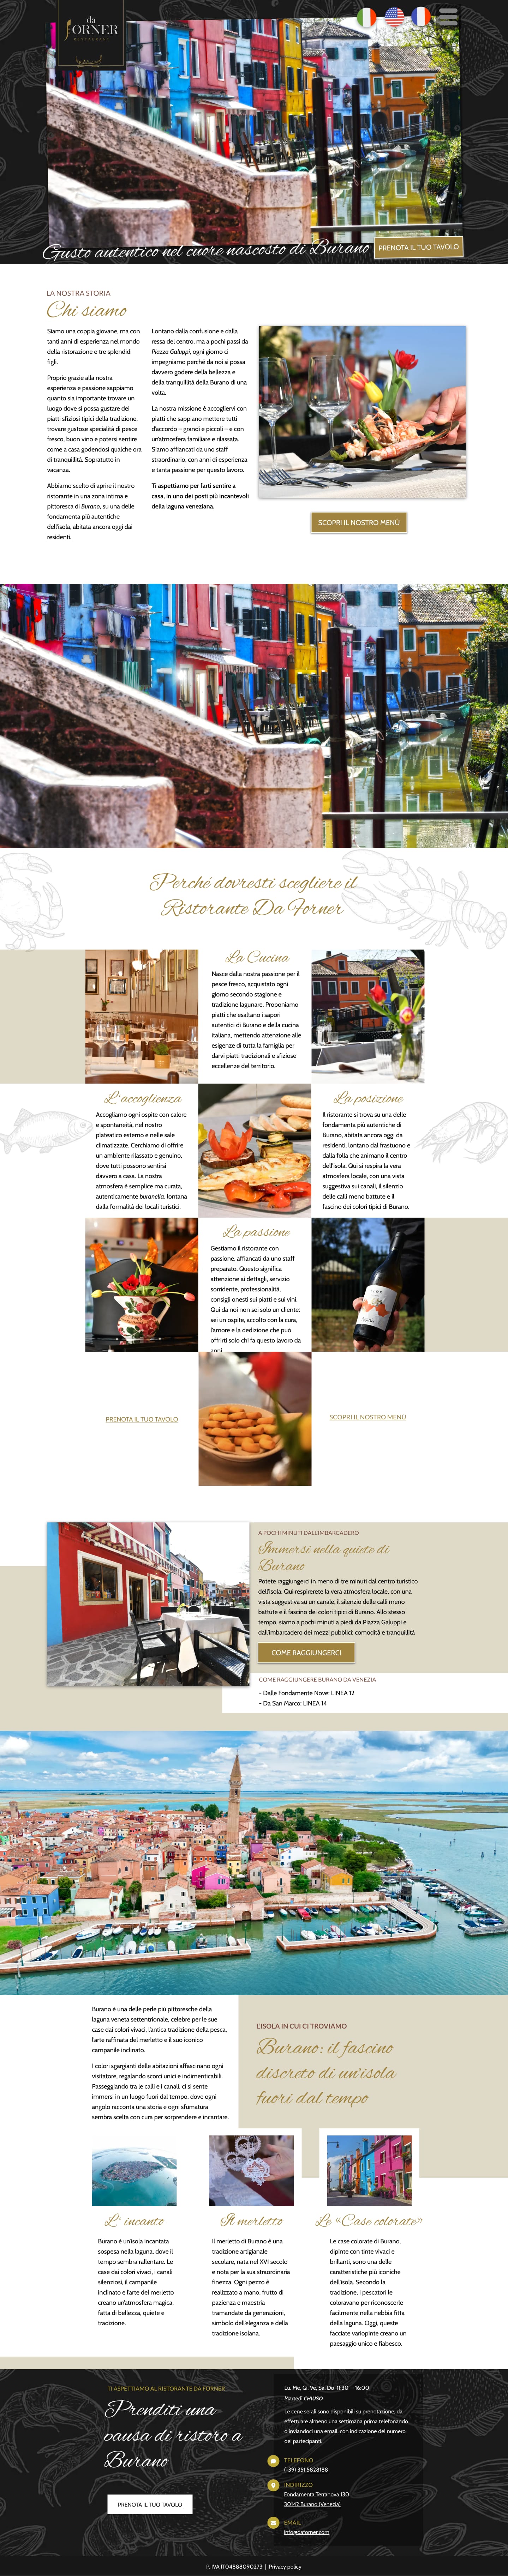 da
FORNER
RESTAURANT
Gusto autentico nel cuore nascosto di Burano
PRENOTA IL TUO TAVOLO
LA NOSTRA STORIA
Chi siamo
Siamo una coppia giovane, ma con
tanti anni di esperienza nel mondo
della ristorazione e tre splendidi
figli.
Proprio grazie alla nostra
esperienza e passione sappiamo
quanto sia importante trovare un
luogo dove si possa gustare dei
piatti sfiziosi tipici della tradizione,
trovare gustose specialità di pesce
fresco, buon vino e potersi sentire
come a casa godendosi qualche ora
di tranquillità. Sopratutto in
vacanza.
Abbiamo scelto di aprire il nostro
ristorante in una zona intima e
pittoresca di Burano, su una delle
fondamenta più autentiche
dell'isola, abitata ancora oggi dai
residenti.
Lontano dalla confusione e dalla
ressa del centro, ma a pochi passi da
Piazza Galuppi, ogni giorno ci
impegniamo perché da noi si possa
davvero godere della bellezza e
della tranquillità della Burano di una
volta.
La nostra missione è accogliervi con
piatti che sappiano mettere tutti
d'accordo – grandi e piccoli – e con
un'atmosfera familiare e rilassata.
Siamo affiancati da uno staff
straordinario, con anni di esperienza
e tanta passione per questo lavoro.
Ti aspettiamo per farti sentire a
casa, in uno dei posti più incantevoli
della laguna veneziana.
SCOPRI IL NOSTRO MENÙ
Perché dovresti scegliere il
Ristorante Da Forner
La Cucina
Nasce dalla nostra passione per il
pesce fresco, acquistato ogni
giorno secondo stagione e
tradizione lagunare. Proponiamo
piatti che esaltano i sapori
autentici di Burano e della cucina
italiana, mettendo attenzione alle
esigenze di tutta la famiglia per
darvi piatti tradizionali e sfiziose
eccellenze del territorio.
L'accoglienza
Accogliamo ogni ospite con calore
e spontaneità, nel nostro
plateatico esterno e nelle sale
climatizzate. Cerchiamo di offrire
un ambiente rilassato e genuino,
dove tutti possono sentirsi
davvero a casa. La nostra
atmosfera è semplice ma curata,
autenticamente buranella, lontana
dalla formalità dei locali turistici.
La posizione
Il ristorante si trova su una delle
fondamenta più autentiche di
Burano, abitata ancora oggi da
residenti, lontano dal frastuono e
dalla folla che animano il centro
dell'isola. Qui si respira la vera
atmosfera locale, con una vista
suggestiva sui canali, il silenzio
delle calli meno battute e il
fascino dei colori tipici di Burano.
La passione
Gestiamo il ristorante con
passione, affiancati da uno staff
preparato. Questo significa
attenzione ai dettagli, servizio
sorridente, professionalità,
consigli onesti sui piatti e sui vini.
Qui da noi non sei solo un cliente:
sei un ospite, accolto con la cura,
l'amore e la dedizione che può
offrirti solo chi fa questo lavoro da
anni
PRENOTA IL TUO TAVOLO
SCOPRI IL NOSTRO MENÙ
A POCHI MINUTI DALL'IMBARCADERO
Immersi nella quiete di
Burano
Potete raggiungerci in meno di tre minuti dal centro turistico
dell'isola. Qui respirerete la vera atmosfera locale, con una
vista suggestiva su un canale, il silenzio delle calli meno
battute e il fascino dei colori tipici di Burano. Allo stesso
tempo, siamo a meno di tre minuti a piedi da Piazza Galuppi e
dall'imbarcadero dei mezzi pubblici: comodità e tranquillità
COME RAGGIUNGERCI
COME RAGGIUNGERE BURANO DA VENEZIA
- Dalle Fondamente Nove: LINEA 12
- Da San Marco: LINEA 14
Burano è una delle perle più pittoresche della
laguna veneta settentrionale, celebre per le sue
case dai colori vivaci, l'antica tradizione della pesca,
l'arte raffinata del merletto e il suo iconico
campanile inclinato.
I colori sgargianti delle abitazioni affascinano ogni
visitatore, regalando scorci unici e indimenticabili.
Passeggiando tra le calli e i canali, ci si sente
immersi in un luogo fuori dal tempo, dove ogni
angolo racconta una storia e ogni sfumatura
sembra scelta con cura per sorprendere e incantare.
L'ISOLA IN CUI CI TROVIAMO
Burano: il fascino
discreto di un'isola
fuori dal tempo
L' incanto
Burano è un'isola incantata
sospesa nella laguna, dove il
tempo sembra rallentare. Le
case dai colori vivaci, i canali
silenziosi, il campanile
inclinato e l'arte del merletto
creano un'atmosfera magica,
fatta di bellezza, quiete e
tradizione.
Il merletto
Il merletto di Burano è una
tradizione artigianale
secolare, nata nel XVI secolo
e nota per la sua straordinaria
finezza. Ogni pezzo è
realizzato a mano, frutto di
pazienza e maestria
tramandate da generazioni,
simbolo dell'eleganza e della
tradizione isolana.
Le «Case colorate»
Le case colorate di Burano,
dipinte con tinte vivaci e
brillanti, sono una delle
caratteristiche più iconiche
dell'isola. Secondo la
tradizione, i pescatori le
coloravano per riconoscerle
facilmente nella nebbia fitta
della laguna. Oggi, queste
facciate variopinte creano un
paesaggio unico e fiabesco.
TI ASPETTIAMO AL RISTORANTE DA FORNER
Prenditi una
pausa di ristoro a
Burano
PRENOTA IL TUO TAVOLO
Lu, Me, Gi, Ve, Sa, Do 11:30 – 16:00
Martedì CHIUSO
Le cene serali sono disponibili su prenotazione, da
effettuare almeno una settimana prima telefonando
o inviandoci una email, con indicazione del numero
dei partecipanti.
TELEFONO
(+39) 351 5828188
INDIRIZZO
Fondamenta Terranova 130
30142 Burano (Venezia)
EMAIL
info@daforner.com
P. IVA IT04888090273 | Privacy policy